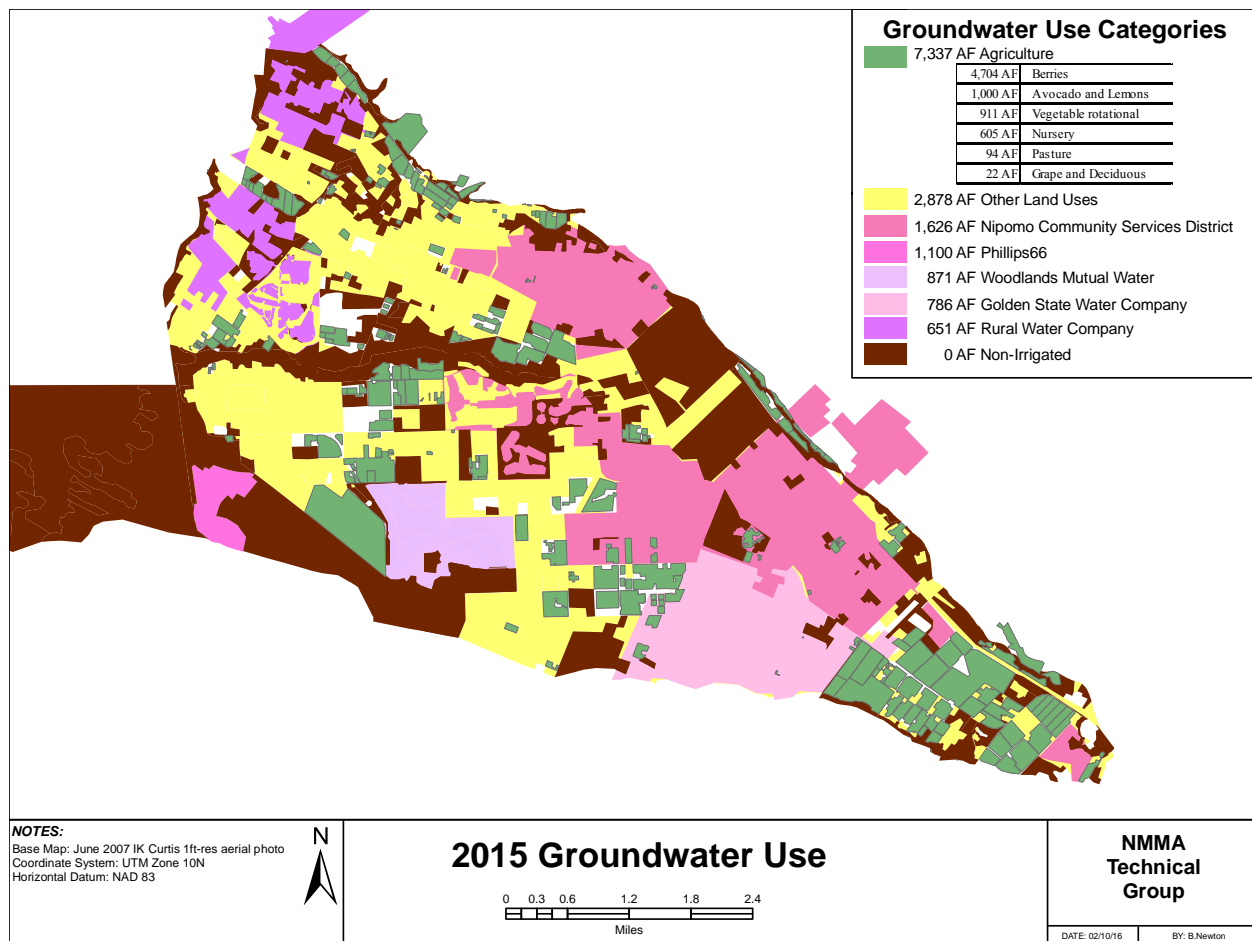 Groundwater Use Categories
7,337 AF Agriculture
4,704 AF Berries
1,000 AF Avocado and Lemons
911 AF Vegetable rotational
605 AF Nursery
94 AF Pasture
22 AF Grape and Deciduous
2,878 AF Other Land Uses
1,626 AF Nipomo Community Services District
1,100 AF Phillips66
871 AF Woodlands Mutual Water
786 AF Golden State Water Company
651 AF Rural Water Company
0 AF Non-Irrigated
NOTES:
Base Map: June 2007 IK Curtis 1ft-res aerial photo
Coordinate System: UTM Zone 10N
Horizontal Datum: NAD 83
N
2015 Groundwater Use
0 0.3 0.6 1.2 1.8 2.4
Miles
NMMA
Technical
Group
DATE: 02/10/16 BY: B.Newton